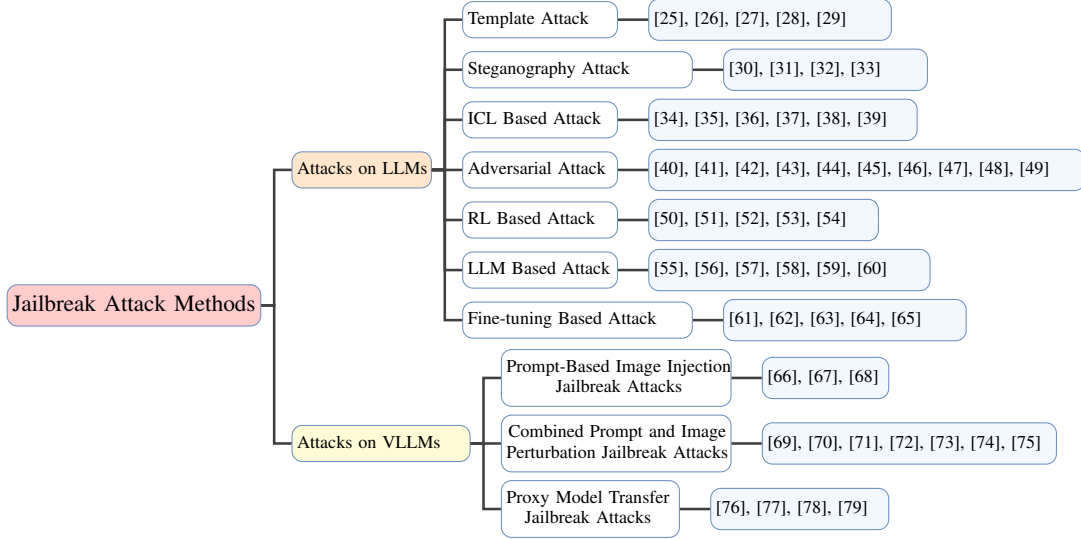 Template Attack
[25], [26], [27], [28], [29]
Steganography Attack
[30], [31], [32], [33]
ICL Based Attack
[34], [35], [36], [37], [38], [39]
Attacks on LLMs
Adversarial Attack
[40], [41], [42], [43], [44], [45], [46], [47], [48], [49]
RL Based Attack
[50], [51], [52], [53], [54]
LLM Based Attack
[55], [56], [57], [58], [59], [60]
Jailbreak Attack Methods
Fine-tuning Based Attack
[61], [62], [63], [64], [65]
Prompt-Based Image Injection
Jailbreak Attacks
[66], [67], [68]
Attacks on VLLMs
Combined Prompt and Image
Perturbation Jailbreak Attacks
[69], [70], [71], [72], [73], [74], [75]
Proxy Model Transfer
Jailbreak Attacks
[76], [77], [78], [79]